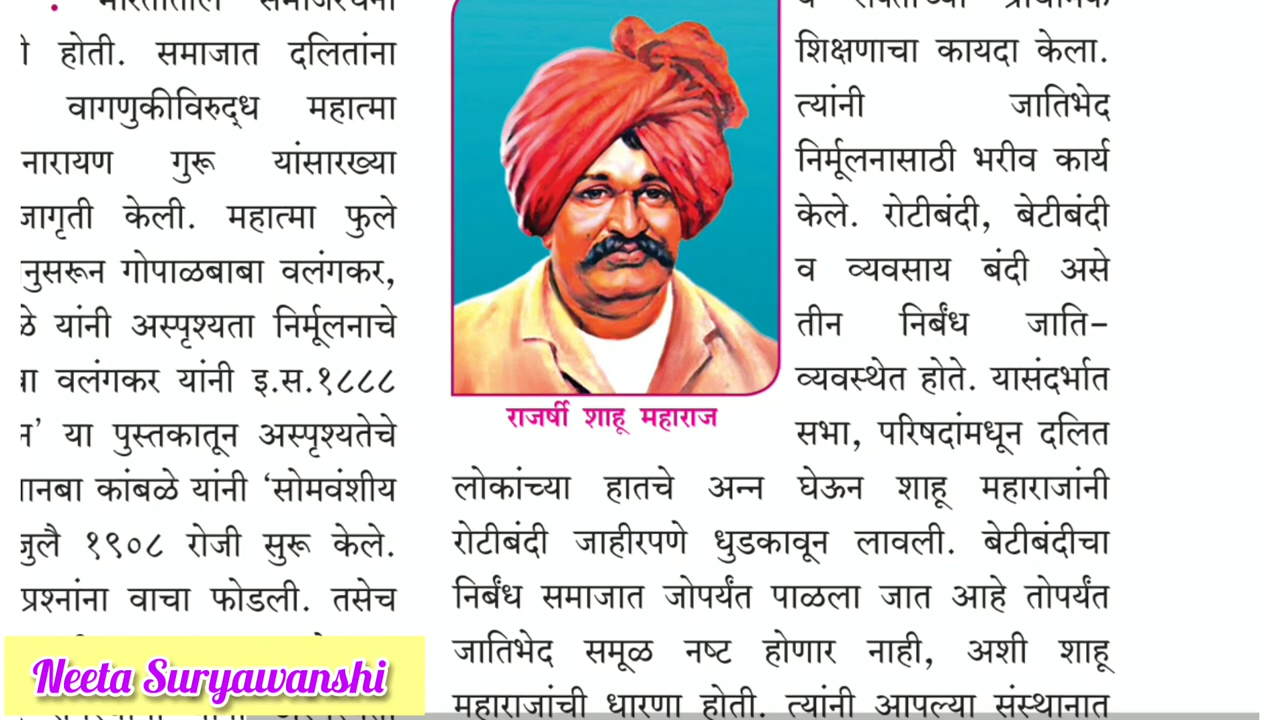 भारतातील समाजरचना
होती. समाजात दलितांना
वागणुकीविरुद्ध महात्मा
नारायण गुरू यांसारख्या
जागृती केली. महात्मा फुले
नुसरून गोपाळबाबा वलंगकर,
ळे यांनी अस्पृश्यता निर्मूलनाचे
वलंगकर यांनी इ.स.१८८८
न’ या पुस्तकातून अस्पृश्यतेचे
कांबळे यांनी ‘सोमवंशीय
जुलै १९०८ रोजी सुरू केले.
प्रश्नांना वाचा फोडली. तसेच
Neeta Suryawanshi
राजर्षी शाहू महाराज
शिक्षणाचा कायदा केला.
त्यांनी जातिभेद
निर्मूलनासाठी भरीव कार्य
केले. रोटीबंदी, बेटीबंदी
व व्यवसाय बंदी असे
तीन निर्बंध जाति-
व्यवस्थेत होते. यासंदर्भात
सभा, परिषदांमधून दलित
लोकांच्या हातचे अन्न घेऊन शाहू महाराजांनी
रोटीबंदी जाहीरपणे धुडकावून लावली. बेटीबंदीचा
निर्बंध समाजात जोपर्यंत पाळला जात आहे तोपर्यंत
जातिभेद समूळ नष्ट होणार नाही, अशी शाहू
महाराजांची धारणा होती. त्यांनी आपल्या संस्थानात